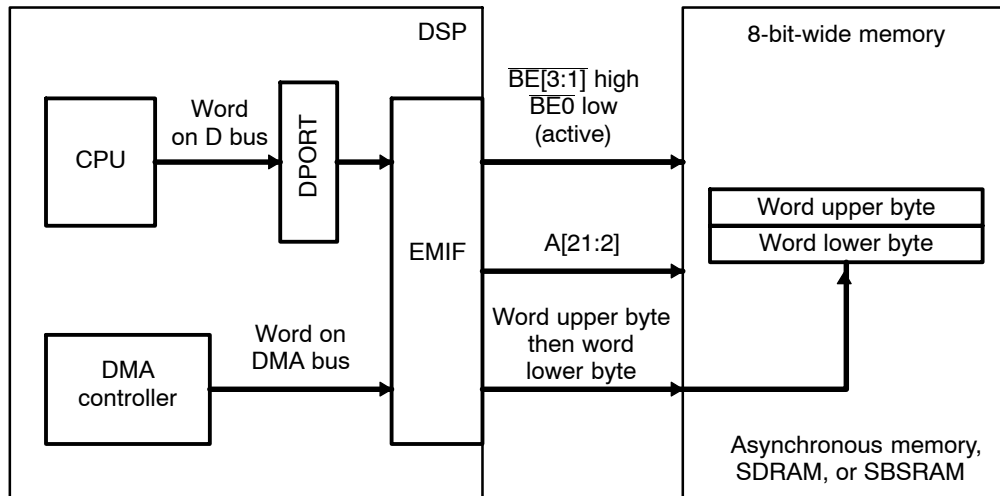 DSP
8-bit-wide memory
BE[3:1] high
BE0 low
(active)
Word
on D bus
CPU
DPORT
EMIF
A[21:2]
Word upper byte
Word lower byte
Word upper byte
then word
lower byte
Word on
DMA bus
DMA
controller
Asynchronous memory,
SDRAM, or SBSRAM